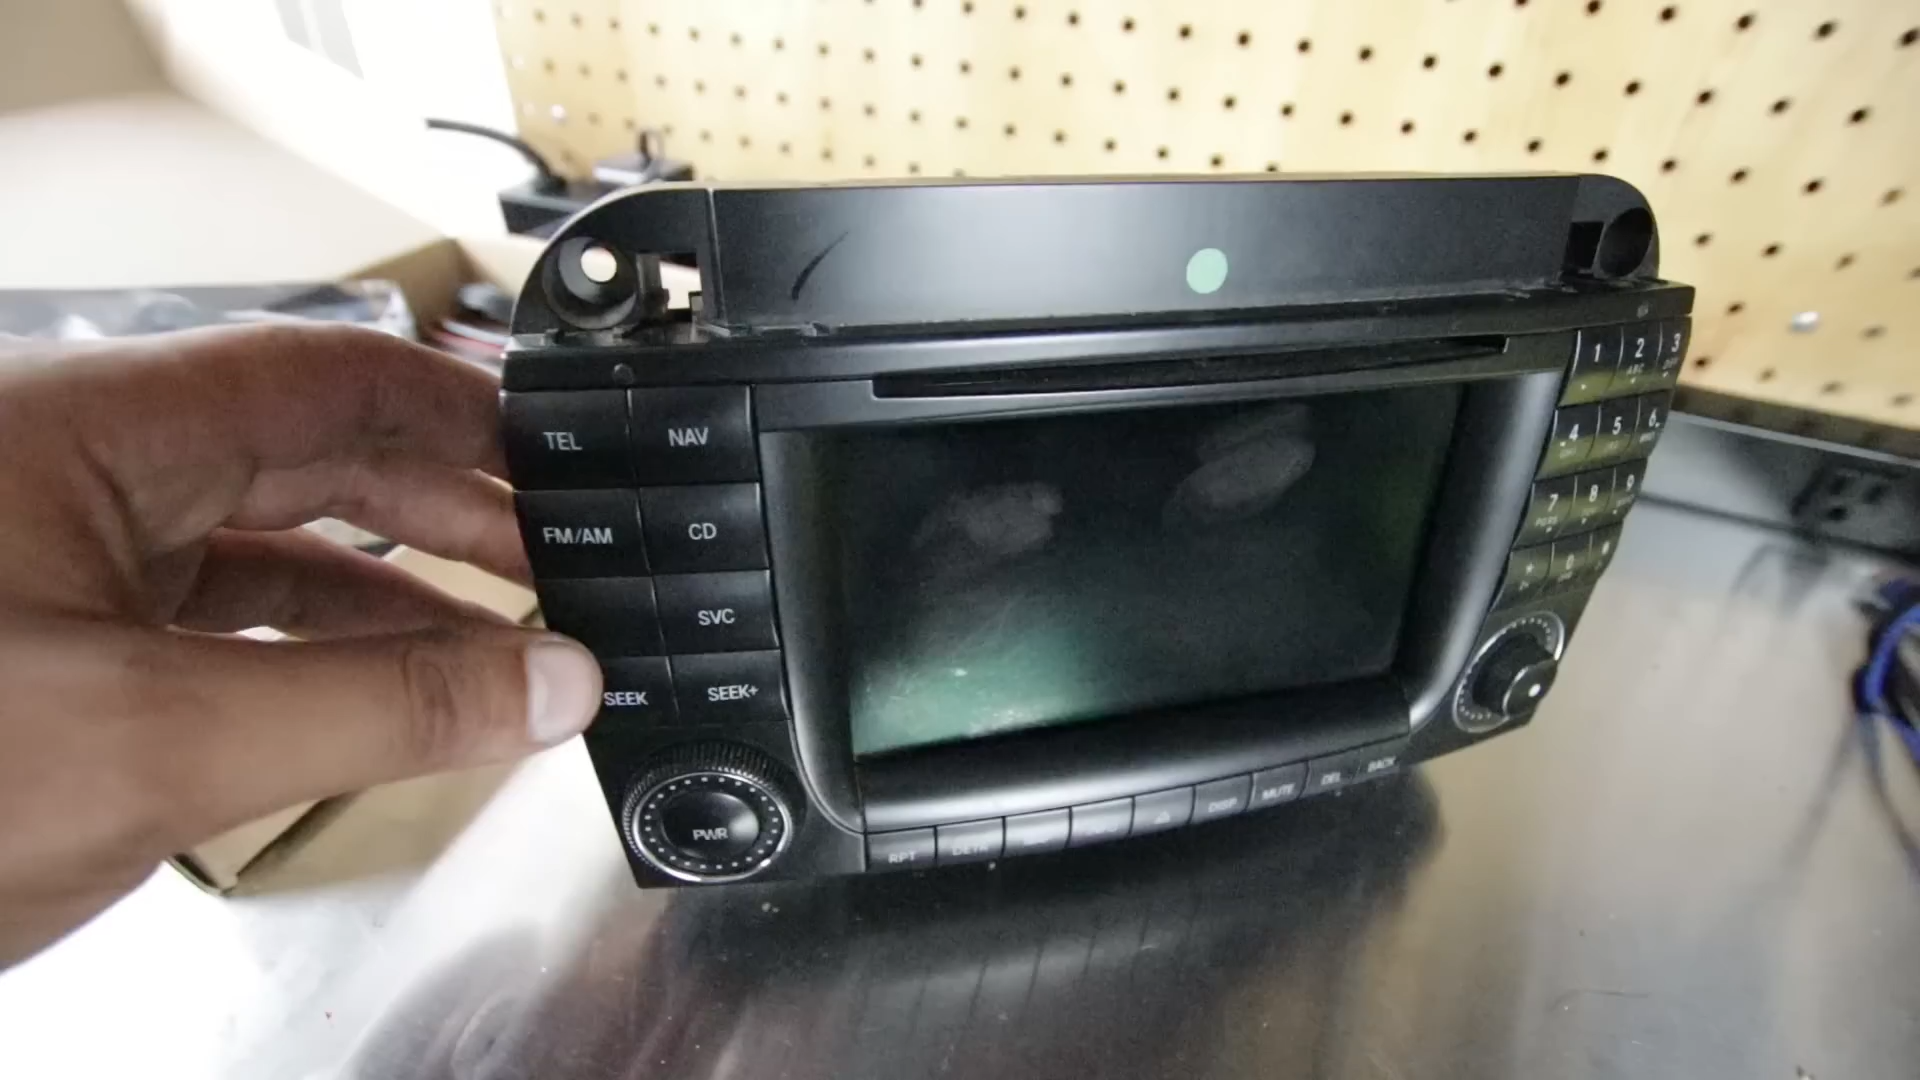 TEL NAV
FM/AM CD
SVC
SEEK SEEK+
PWR
RPT
DISP MUTE DEL BACK
1 2 3
ABC
4 5 6
7 8 9